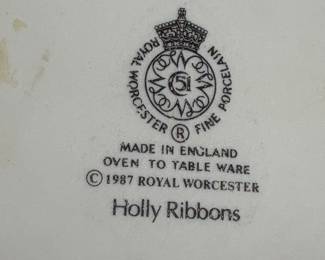 ROYAL WORCESTER
FINE PORCELAIN
51
®
MADE IN ENGLAND
OVEN TO TABLE WARE
© 1987 ROYAL WORCESTER
Holly Ribbons